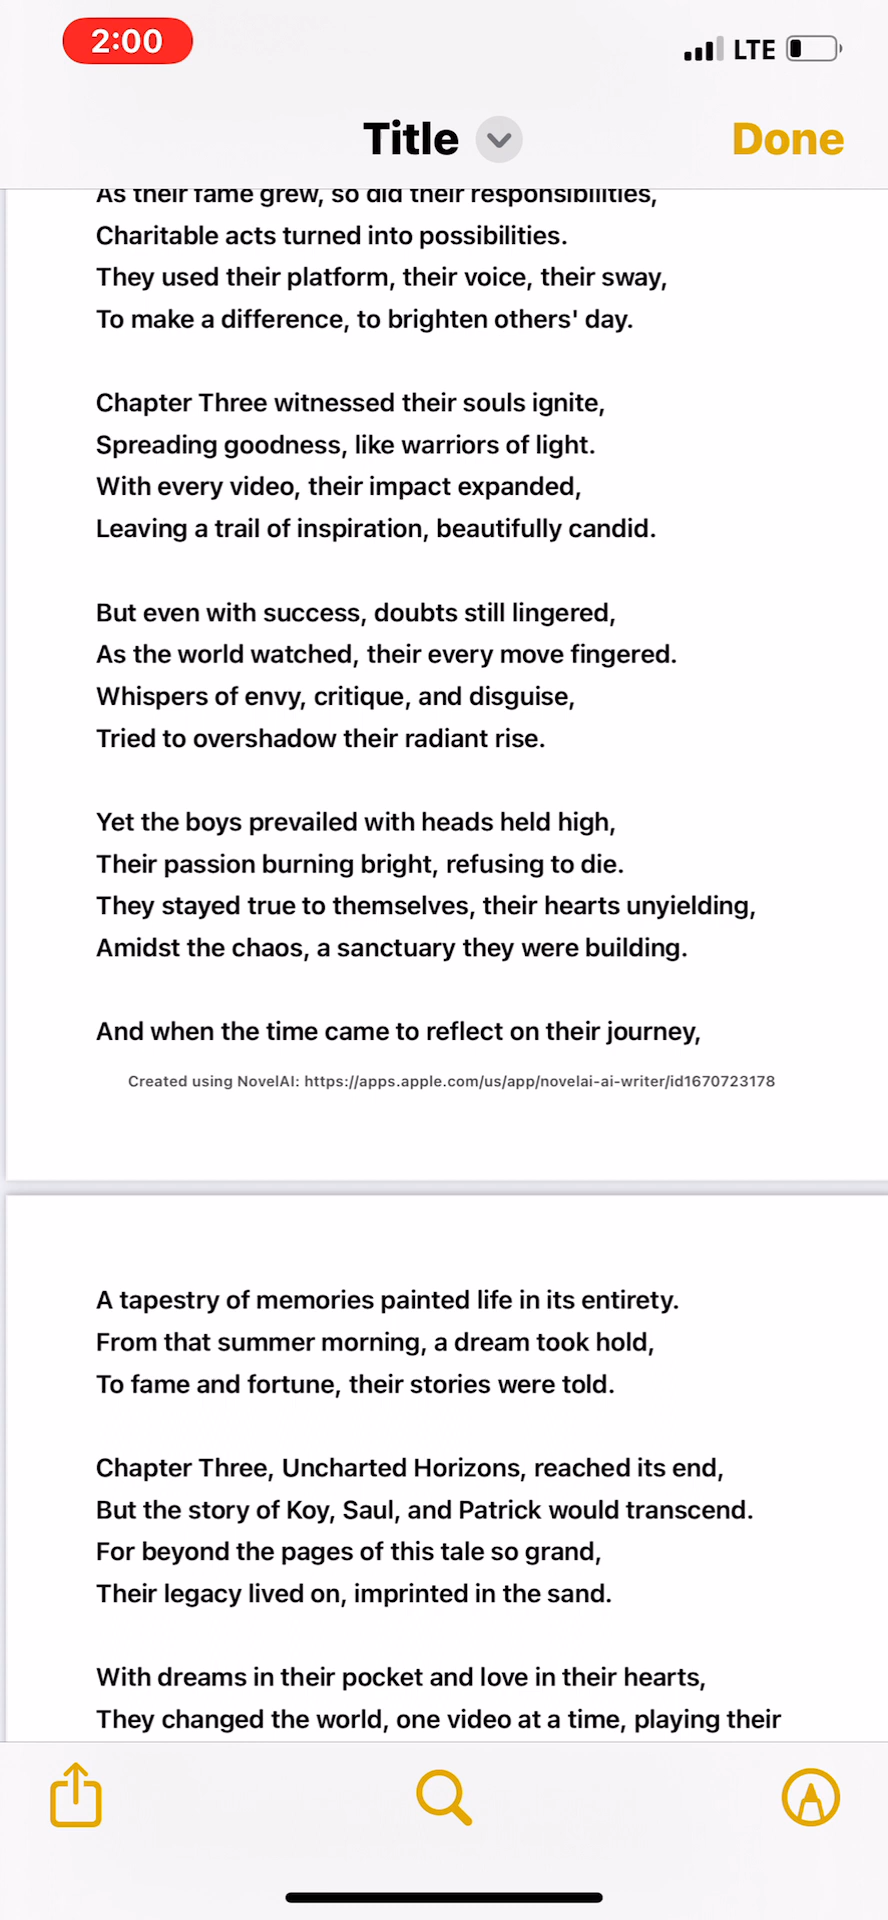 2:00
LTE
Title
Done
As their fame grew, so did their responsibilities,
Charitable acts turned into possibilities.
They used their platform, their voice, their sway,
To make a difference, to brighten others' day.
Chapter Three witnessed their souls ignite,
Spreading goodness, like warriors of light.
With every video, their impact expanded,
Leaving a trail of inspiration, beautifully candid.
But even with success, doubts still lingered,
As the world watched, their every move fingered.
Whispers of envy, critique, and disguise,
Tried to overshadow their radiant rise.
Yet the boys prevailed with heads held high,
Their passion burning bright, refusing to die.
They stayed true to themselves, their hearts unyielding,
Amidst the chaos, a sanctuary they were building.
And when the time came to reflect on their journey,
Created using NovelAI: https://apps.apple.com/us/app/novelai-ai-writer/id1670723178
A tapestry of memories painted life in its entirety.
From that summer morning, a dream took hold,
To fame and fortune, their stories were told.
Chapter Three, Uncharted Horizons, reached its end,
But the story of Koy, Saul, and Patrick would transcend.
For beyond the pages of this tale so grand,
Their legacy lived on, imprinted in the sand.
With dreams in their pocket and love in their hearts,
They changed the world, one video at a time, playing their